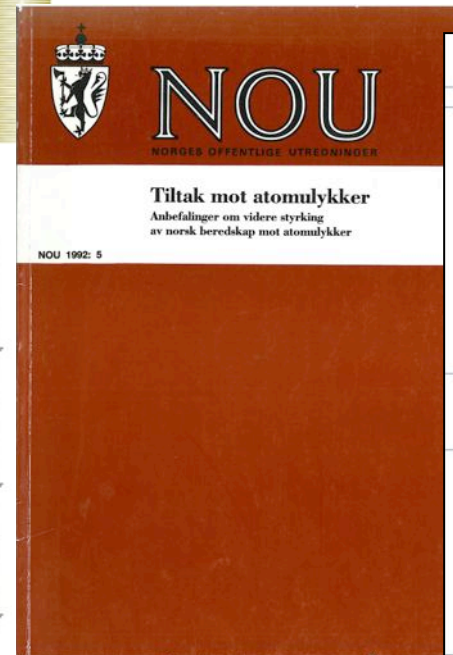 NOU
NORGES OFFENTLIGE UTREDNINGER
Tiltak mot atomulykker
Anbefalinger om videre styrking
av norsk beredskap mot atomulykker
NOU 1992: 5